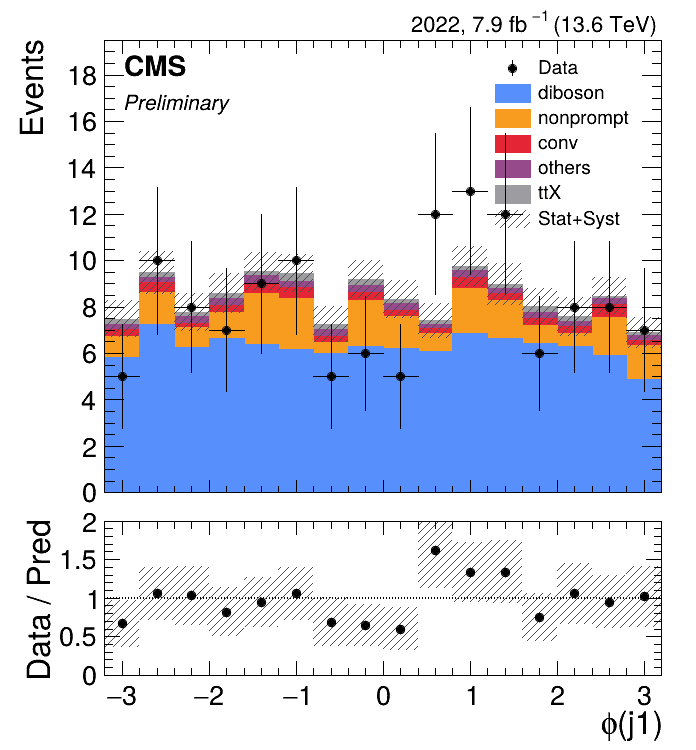 2022, 7.9 fb⁻¹ (13.6 TeV)
Events
CMS
Preliminary
Data
diboson
nonprompt
conv
others
ttX
Stat+Syst
18
16
14
12
10
8
6
4
2
0
Data / Pred
2
1.5
1
0.5
0
−3 −2 −1 0 1 2 3
ϕ(j1)